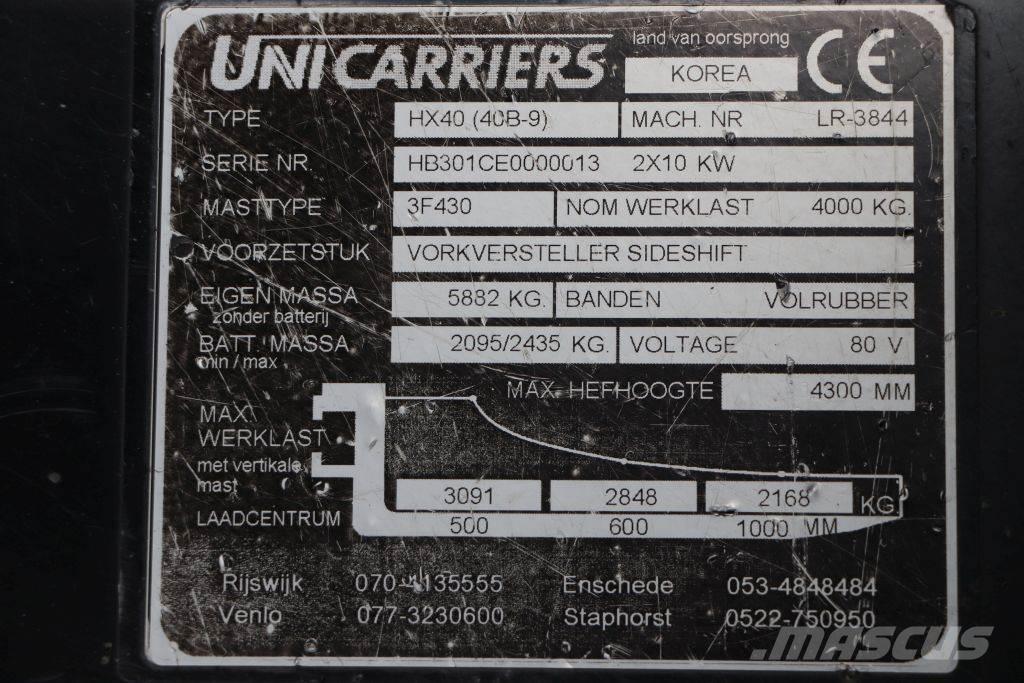 UNICARRIERS land van oorsprong CE
KOREA
TYPE HX40 (40B-9) MACH. NR LR-3844
SERIE NR. HB301CE0000013 2X10 KW
MASTTYPE 3F430 NOM WERKLAST 4000 KG.
VOORZETSTUK VORKVERSTELLER SIDESHIFT
EIGEN MASSA 5882 KG. BANDEN VOLRUBBER
zonder batterij
BATT. MASSA 2095/2435 KG. VOLTAGE 80 V
min / max
MAX. HEFHOOGTE 4300 MM
MAX.
WERKLAST
met vertikale
mast
3091 2848 2168 KG.
LAADCENTRUM 500 600 1000 MM
Rijswijk 070-4135555 Enschede 053-4848484
Venlo 077-3230600 Staphorst 0522-750950
.mascus